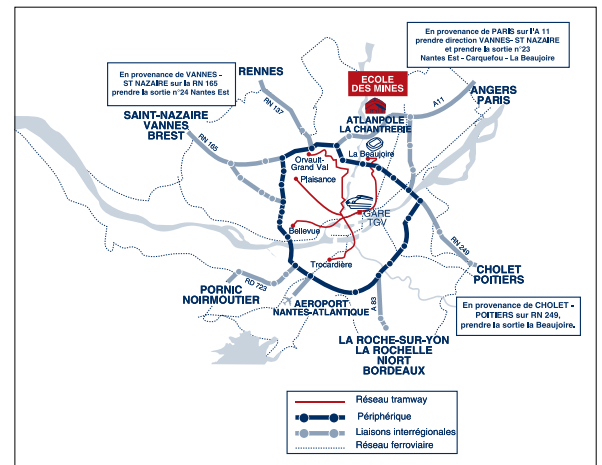 En provenance de PARIS sur l'A 11
prendre direction VANNES-ST NAZAIRE
et prendre la sortie n°23
Nantes Est - Carquefou - La Beaujoire
En provenance de VANNES -
ST NAZAIRE sur la RN 165
prendre la sortie n°24 Nantes Est
RENNES
ECOLE
DES MINES
ANGERS
PARIS
RN 137
A11
ATLANPOLE
LA CHANTRERIE
SAINT-NAZAIRE
VANNES
BREST
RN 165
La Beaujoire
Orvault-
Grand Val
Plaisance
GARE
TGV
Bellevue
RN 249
Trocardière
CHOLET
POITIERS
RD 723
PORNIC
NOIRMOUTIER
AEROPORT
NANTES-ATLANTIQUE
A 83
En provenance de CHOLET -
POITIERS sur RN 249,
prendre la sortie la Beaujoire.
LA ROCHE-SUR-YON
LA ROCHELLE
NIORT
BORDEAUX
Réseau tramway
Périphérique
Liaisons interrégionales
Réseau ferroviaire